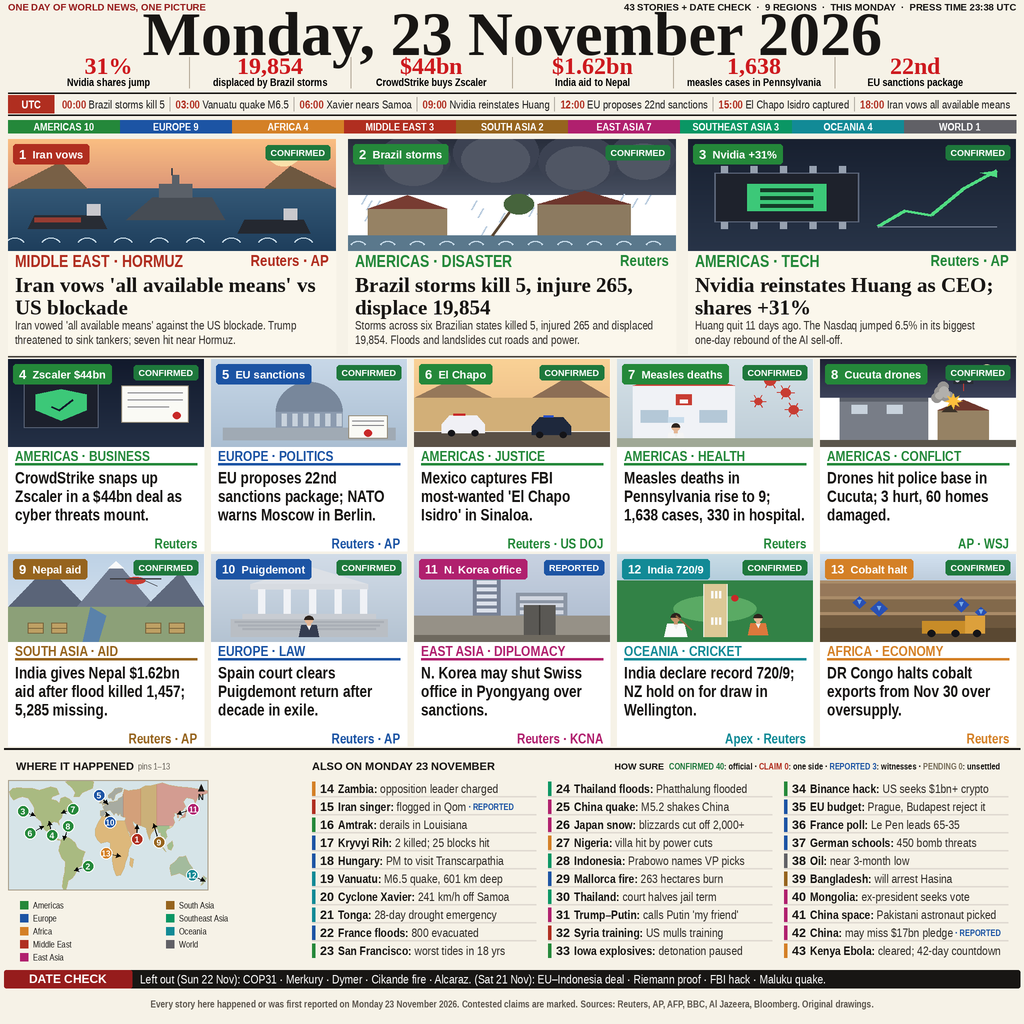 ONE DAY OF WORLD NEWS, ONE PICTURE
43 STORIES + DATE CHECK · 9 REGIONS · THIS MONDAY · PRESS TIME 23:38 UTC
Monday, 23 November 2026
31%
Nvidia shares jump
19,854
displaced by Brazil storms
$44bn
CrowdStrike buys Zscaler
$1.62bn
India aid to Nepal
1,638
measles cases in Pennsylvania
22nd
EU sanctions package
UTC
00:00 Brazil storms kill 5
03:00 Vanuatu quake M6.5
06:00 Xavier nears Samoa
09:00 Nvidia reinstates Huang
12:00 EU proposes 22nd sanctions
15:00 El Chapo Isidro captured
18:00 Iran vows all available means
AMERICAS 10
EUROPE 9
AFRICA 4
MIDDLE EAST 3
SOUTH ASIA 2
EAST ASIA 7
SOUTHEAST ASIA 3
OCEANIA 4
WORLD 1
1 Iran vows
CONFIRMED
MIDDLE EAST · HORMUZ
Reuters · AP
Iran vows 'all available means' vs
US blockade
Iran vowed 'all available means' against the US blockade. Trump
threatened to sink tankers; seven hit near Hormuz.
2 Brazil storms
CONFIRMED
AMERICAS · DISASTER
Reuters
Brazil storms kill 5, injure 265,
displace 19,854
Storms across six Brazilian states killed 5, injured 265 and displaced
19,854. Floods and landslides cut roads and power.
3 Nvidia +31%
CONFIRMED
AMERICAS · TECH
Reuters · AP
Nvidia reinstates Huang as CEO;
shares +31%
Huang quit 11 days ago. The Nasdaq jumped 6.5% in its biggest
one-day rebound of the AI sell-off.
4 Zscaler $44bn
CONFIRMED
AMERICAS · BUSINESS
CrowdStrike snaps up
Zscaler in a $44bn deal as
cyber threats mount.
Reuters
5 EU sanctions
CONFIRMED
EUROPE · POLITICS
EU proposes 22nd
sanctions package; NATO
warns Moscow in Berlin.
Reuters · AP
6 El Chapo
CONFIRMED
AMERICAS · JUSTICE
Mexico captures FBI
most-wanted 'El Chapo
Isidro' in Sinaloa.
Reuters · US DOJ
7 Measles deaths
CONFIRMED
AMERICAS · HEALTH
Measles deaths in
Pennsylvania rise to 9;
1,638 cases, 330 in hospital.
Reuters
8 Cucuta drones
CONFIRMED
AMERICAS · CONFLICT
Drones hit police base in
Cucuta; 3 hurt, 60 homes
damaged.
AP · WSJ
9 Nepal aid
CONFIRMED
SOUTH ASIA · AID
India gives Nepal $1.62bn
aid after flood killed 1,457;
5,285 missing.
Reuters · AP
10 Puigdemont
CONFIRMED
EUROPE · LAW
Spain court clears
Puigdemont return after
decade in exile.
Reuters · AP
11 N. Korea office
REPORTED
EAST ASIA · DIPLOMACY
N. Korea may shut Swiss
office in Pyongyang over
sanctions.
Reuters · KCNA
12 India 720/9
CONFIRMED
OCEANIA · CRICKET
India declare record 720/9;
NZ hold on for draw in
Wellington.
Apex · Reuters
13 Cobalt halt
CONFIRMED
AFRICA · ECONOMY
DR Congo halts cobalt
exports from Nov 30 over
oversupply.
Reuters
WHERE IT HAPPENED pins 1–13
N
3
7
6
4
8
2
5
10
13
1
9
11
12
Americas
Europe
Africa
Middle East
East Asia
South Asia
Southeast Asia
Oceania
World
ALSO ON MONDAY 23 NOVEMBER
HOW SURE CONFIRMED 40: official · CLAIM 0: one side · REPORTED 3: witnesses · PENDING 0: unsettled
14 Zambia: opposition leader charged
15 Iran singer: flogged in Qom · REPORTED
16 Amtrak: derails in Louisiana
17 Kryvyi Rih: 2 killed; 25 blocks hit
18 Hungary: PM to visit Transcarpathia
19 Vanuatu: M6.5 quake, 601 km deep
20 Cyclone Xavier: 241 km/h off Samoa
21 Tonga: 28-day drought emergency
22 France floods: 800 evacuated
23 San Francisco: worst tides in 18 yrs
24 Thailand floods: Phatthalung flooded
25 China quake: M5.2 shakes China
26 Japan snow: blizzards cut off 2,000+
27 Nigeria: villa hit by power cuts
28 Indonesia: Prabowo names VP picks
29 Mallorca fire: 263 hectares burn
30 Thailand: court halves jail term
31 Trump–Putin: calls Putin 'my friend'
32 Syria training: US mulls training
33 Iowa explosives: detonation paused
34 Binance hack: US seeks $1bn+ crypto
35 EU budget: Prague, Budapest reject it
36 France poll: Le Pen leads 65-35
37 German schools: 450 bomb threats
38 Oil: near 3-month low
39 Bangladesh: will arrest Hasina
40 Mongolia: ex-president seeks vote
41 China space: Pakistani astronaut picked
42 China: may miss $17bn pledge · REPORTED
43 Kenya Ebola: cleared; 42-day countdown
DATE CHECK
Left out (Sun 22 Nov): COP31 · Merkury · Dymer · Cikande fire · Alcaraz. (Sat 21 Nov): EU–Indonesia deal · Riemann proof · FBI hack · Maluku quake.
Every story here happened or was first reported on Monday 23 November 2026. Contested claims are marked. Sources: Reuters, AP, AFP, BBC, Al Jazeera, Bloomberg. Original drawings.